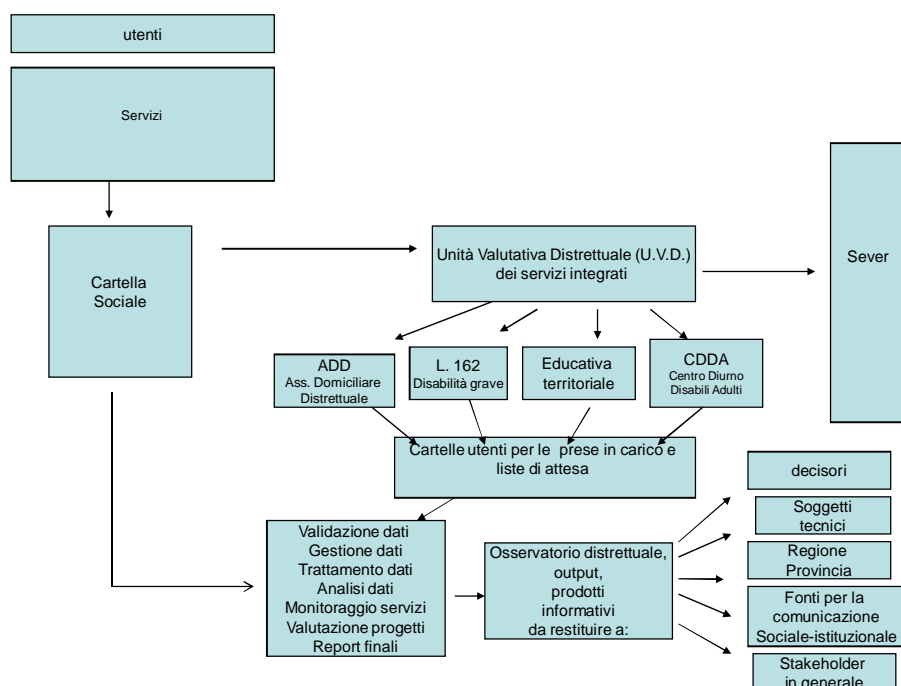 utenti
Servizi
Cartella
Sociale
Unità Valutativa Distrettuale (U.V.D.)
dei servizi integrati
Sever
ADD
Ass. Domiciliare
Distrettuale
L. 162
Disabilità grave
Educativa
territoriale
CDDA
Centro Diurno
Disabili Adulti
Cartelle utenti per le prese in carico e
liste di attesa
Validazione dati
Gestione dati
Trattamento dati
Analisi dati
Monitoraggio servizi
Valutazione progetti
Report finali
Osservatorio distrettuale,
output,
prodotti
informativi
da restituire a:
decisori
Soggetti
tecnici
Regione
Provincia
Fonti per la
comunicazione
Sociale-istituzionale
Stakeholder
in generale